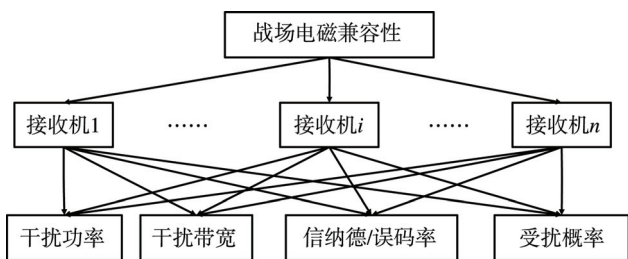 战场电磁兼容性
接收机1 …… 接收机i …… 接收机n
干扰功率 干扰带宽 信纳德/误码率 受扰概率